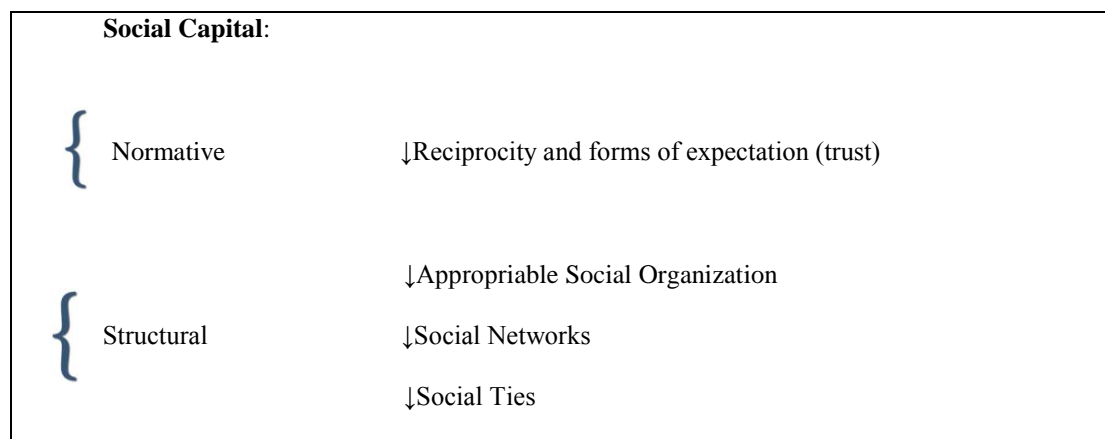 Social Capital:
Normative ↓Reciprocity and forms of expectation (trust)
↓Appropriable Social Organization
Structural ↓Social Networks
↓Social Ties